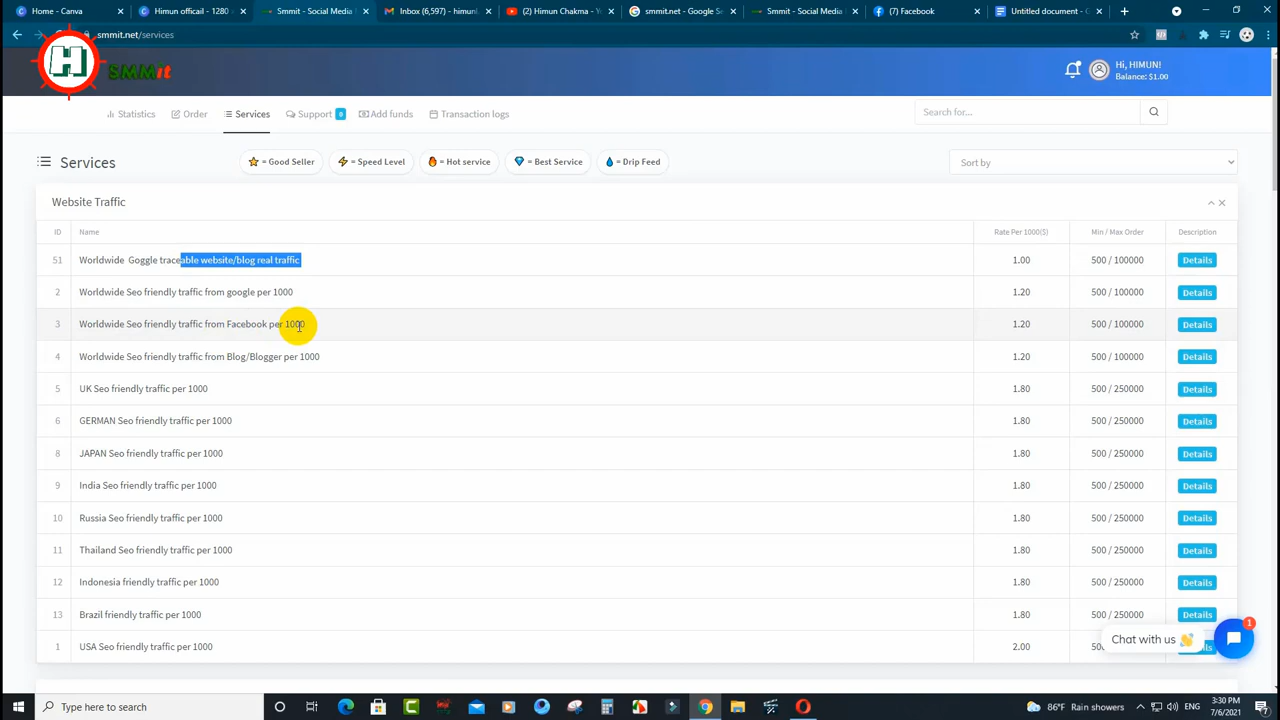 Home - Canva
Himun officail - 1280
Smmit - Social Media
Inbox (6,597) - himunl
(7) Himun Chakma - Y
smmit.net - Google Se
Smmit - Social Media
(7) Facebook
Untitled document - G
smmit.net/services
H
SMMit
Hi, HIMUN!
Balance: $1.00
Statistics
Order
Services
Support 0
Add funds
Transaction logs
Search for...
Services
= Good Seller
= Speed Level
= Hot service
= Best Service
= Drip Feed
Sort by
Website Traffic
ID Name Rate Per 1000($) Min / Max Order Description
51 Worldwide Goggle traceable website/blog real traffic 1.00 500 / 100000 Details
2 Worldwide Seo friendly traffic from google per 1000 1.20 500 / 100000 Details
3 Worldwide Seo friendly traffic from Facebook per 1000 1.20 500 / 100000 Details
4 Worldwide Seo friendly traffic from Blog/Blogger per 1000 1.20 500 / 100000 Details
5 UK Seo friendly traffic per 1000 1.80 500 / 250000 Details
6 GERMAN Seo friendly traffic per 1000 1.80 500 / 250000 Details
8 JAPAN Seo friendly traffic per 1000 1.80 500 / 250000 Details
9 India Seo friendly traffic per 1000 1.80 500 / 250000 Details
10 Russia Seo friendly traffic per 1000 1.80 500 / 250000 Details
11 Thailand Seo friendly traffic per 1000 1.80 500 / 250000 Details
12 Indonesia friendly traffic per 1000 1.80 500 / 250000 Details
13 Brazil friendly traffic per 1000 1.80 500 / 250000 Details
1 USA Seo friendly traffic per 1000 2.00
Chat with us
1
Type here to search
86°F Rain showers
ENG
3:30 PM
7/6/2021